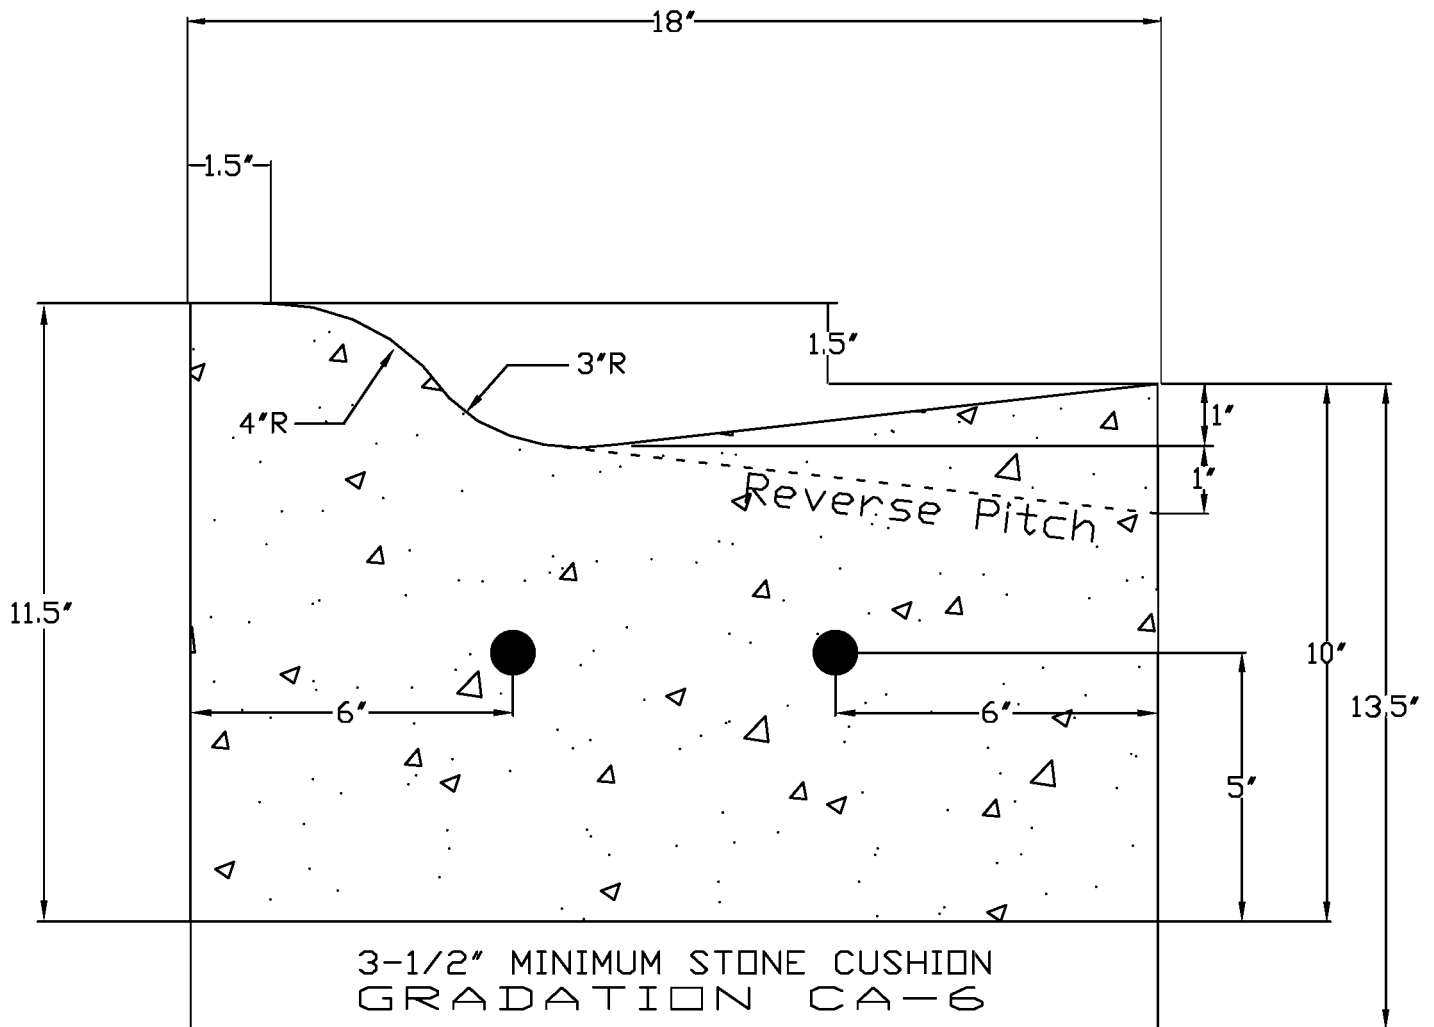 18"
1.5"
1.5"
3"R
4"R
1"
1"
Reverse Pitch
11.5"
10"
6"
6"
13.5"
5"
3-1/2" MINIMUM STONE CUSHION
GRADATION CA-6